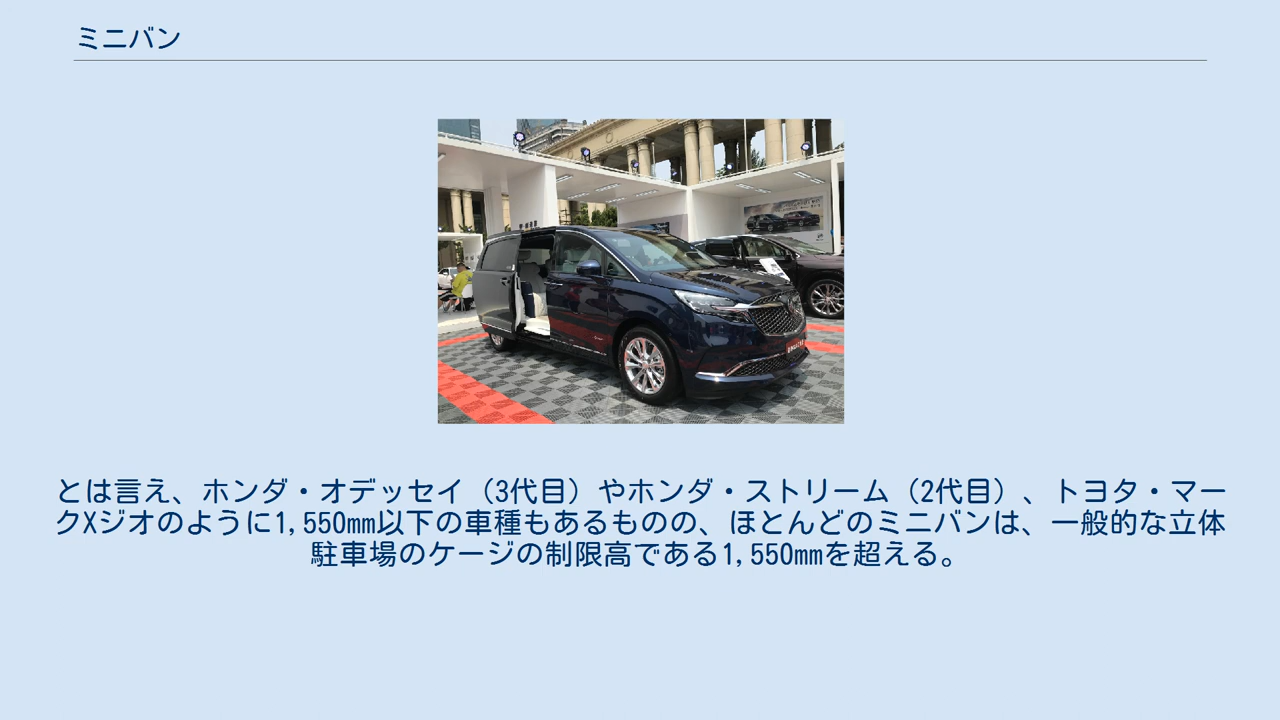 ミニバン
とは言え、ホンダ・オデッセイ（3代目）やホンダ・ストリーム（2代目）、トヨタ・マー
クXジオのように1,550mm以下の車種もあるものの、ほとんどのミニバンは、一般的な立体
駐車場のケージの制限高である1,550mmを超える。